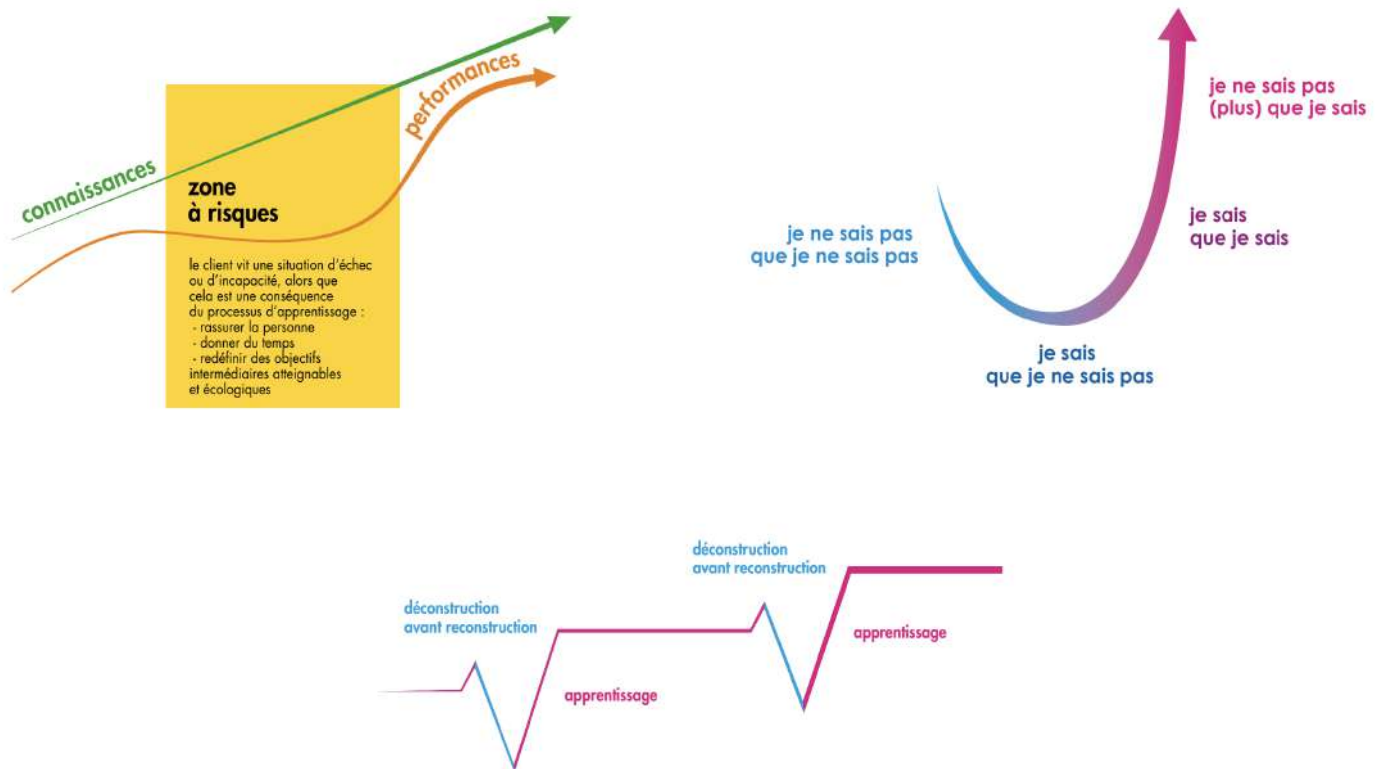 connaissances
performances
zone
à risques
le client vit une situation d'échec
ou d'incapacité, alors que
cela est une conséquence
du processus d'apprentissage :
- rassurer la personne
- donner du temps
- redéfinir des objectifs
intermédiaires atteignables
et écologiques
je ne sais pas
que je ne sais pas
je sais
que je ne sais pas
je sais
que je sais
je ne sais pas
(plus) que je sais
déconstruction
avant reconstruction
apprentissage
déconstruction
avant reconstruction
apprentissage